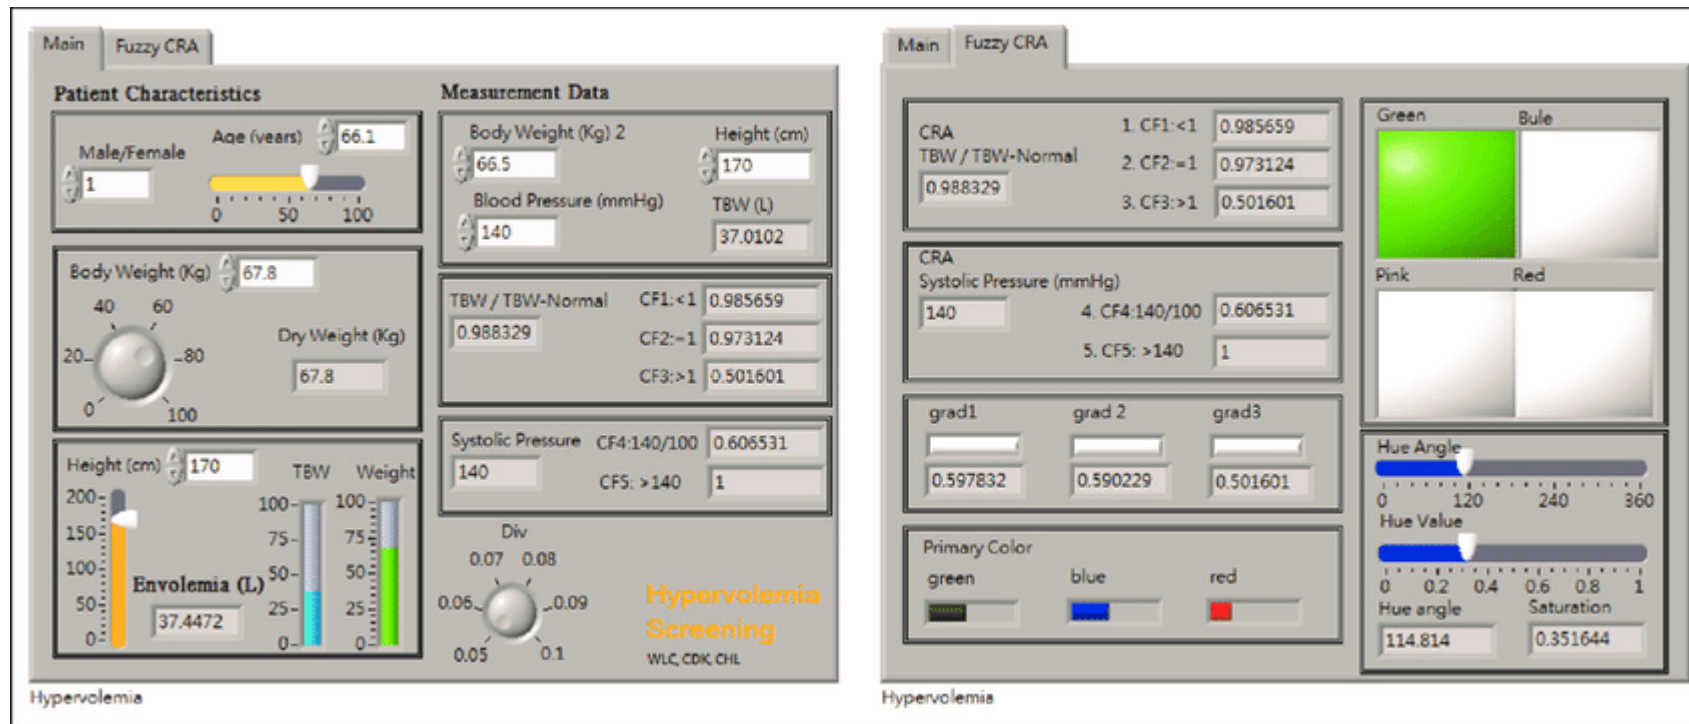 Main
Fuzzy CRA
Patient Characteristics
Male/Female
1
Age (years)
66.1
0 50 100
Body Weight (Kg)
67.8
40 60
20 80
0 100
Dry Weight (Kg)
67.8
Height (cm)
170
200
150
100
50
0
TBW
Weight
100
75
50
25
0
100
75
50
25
0
Envolemia (L)
37.4472
Measurement Data
Body Weight (Kg) 2
66.5
Height (cm)
170
Blood Pressure (mmHg)
140
TBW (L)
37.0102
TBW / TBW-Normal
0.988329
CF1:<1 0.985659
CF2:=1 0.973124
CF3:>1 0.501601
Systolic Pressure
140
CF4:140/100 0.606531
CF5: >140 1
Div
0.07 0.08
0.06 0.09
0.05 0.1
Hypervolemia
Screening
WLC, CDK, CHL
Hypervolemia
Main
Fuzzy CRA
CRA
TBW / TBW-Normal
0.988329
1. CF1:<1 0.985659
2. CF2:=1 0.973124
3. CF3:>1 0.501601
CRA
Systolic Pressure (mmHg)
140
4. CF4:140/100 0.606531
5. CF5: >140 1
grad1 grad 2 grad3
0.597832 0.590229 0.501601
Primary Color
green blue red
Green Bule
Pink Red
Hue Angle
0 120 240 360
Hue Value
0 0.2 0.4 0.6 0.8 1
Hue angle Saturation
114.814 0.351644
Hypervolemia